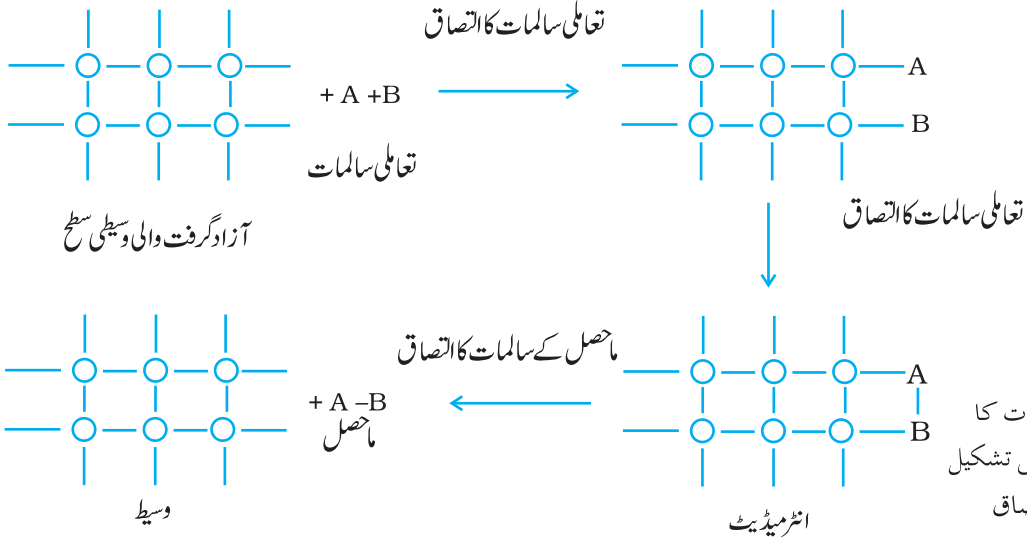 تعاملی سالمات کا التصاق
+ A +B
تعاملی سالمات
آزاد گرفت والی وسیطی سطح
A
B
تعاملی سالمات کا التصاق
ماحصل کے سالمات کا التصاق
+ A –B
ماحصل
وسیط
A
B
انٹرمیڈیٹ
کا
تشکیل